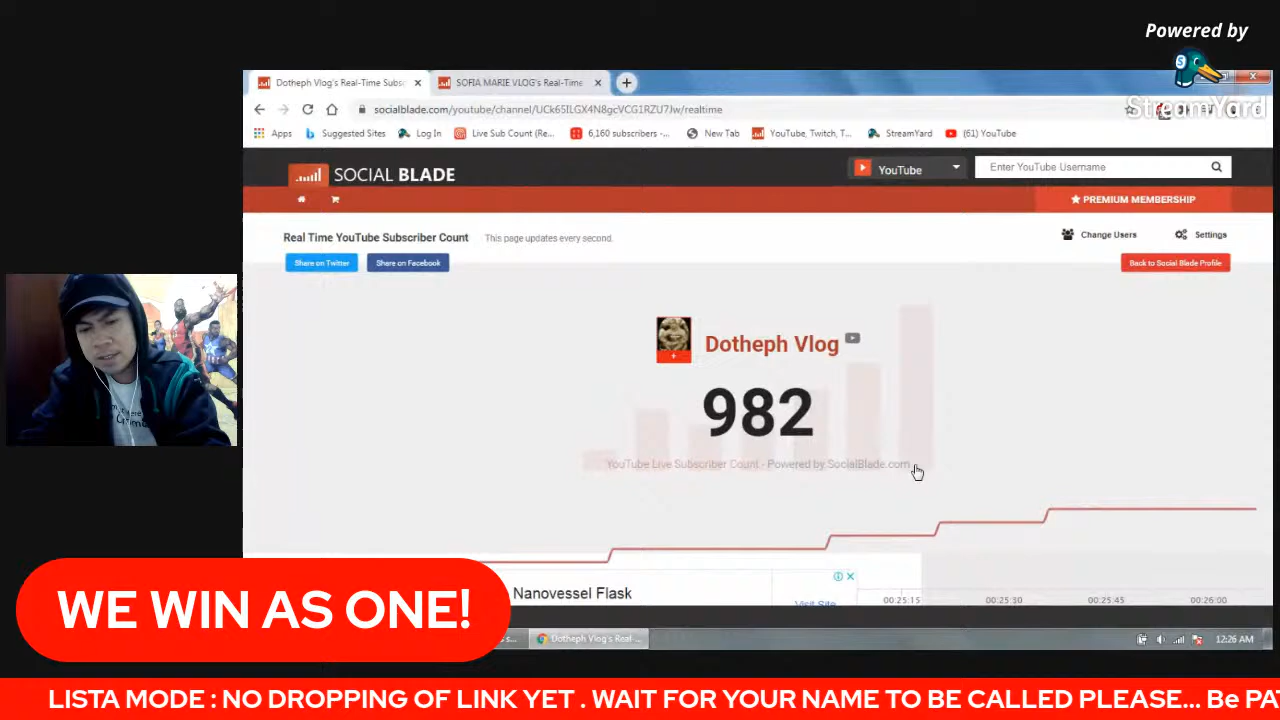 Powered by
StreamYard
Dotheph Vlog's Real-Time Subs
SOFIA MARIE VLOG's Real-Time
socialblade.com/youtube/channel/UCk65ILGX4N8gcVCG1RZU7Jw/realtime
Apps Suggested Sites Log In Live Sub Count (Re... 6,160 subscribers -... New Tab YouTube, Twitch, T... StreamYard (61) YouTube
SOCIAL BLADE YouTube Enter YouTube Username
PREMIUM MEMBERSHIP
Real Time YouTube Subscriber Count This page updates every second. Change Users Settings
Share on Twitter Share on Facebook Back to Social Blade Profile
Dotheph Vlog
982
YouTube Live Subscriber Count - Powered by SocialBlade.com
Nanovessel Flask
Visit Site
00:25:15 00:25:30 00:25:45 00:26:00
WE WIN AS ONE!
Dotheph Vlog's Real-...
12:26 AM
LISTA MODE : NO DROPPING OF LINK YET . WAIT FOR YOUR NAME TO BE CALLED PLEASE... Be PA